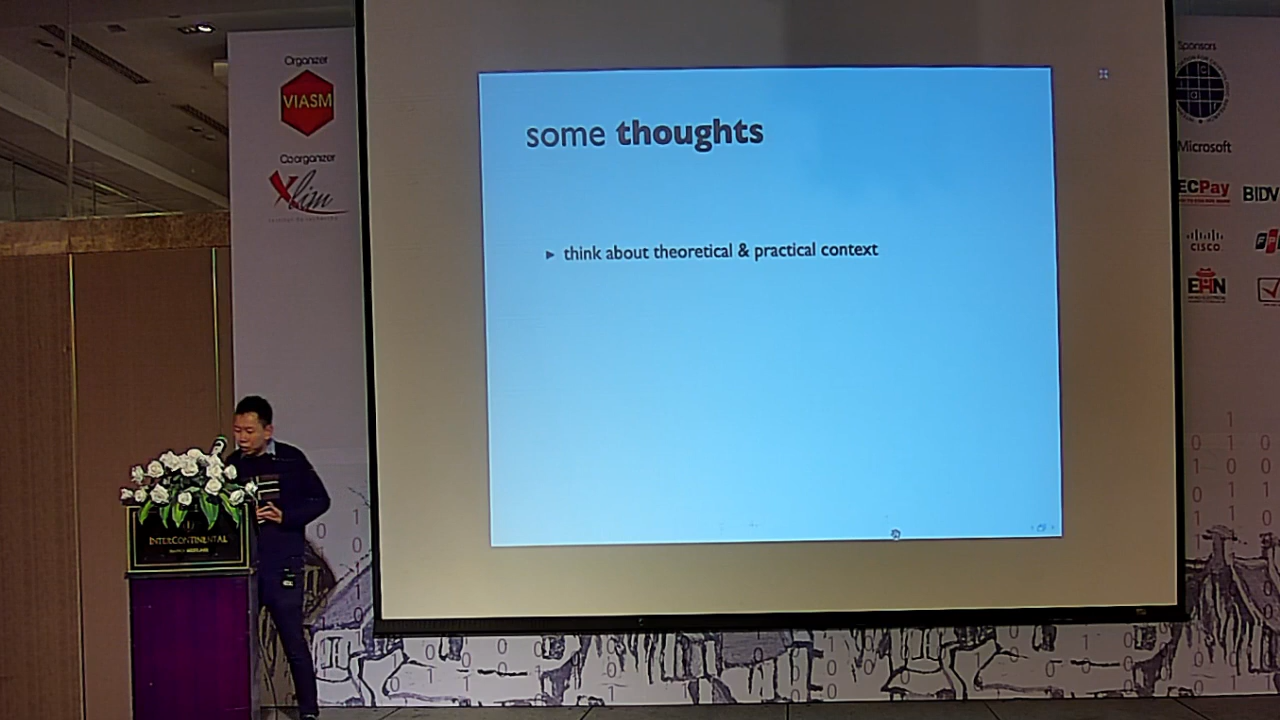 Organizer
VIASM
Coorganizer
Xlim
Sponsors
Microsoft
ECPay
BIDV
CISCO
some thoughts
▸ think about theoretical & practical context
INTERCONTINENTAL